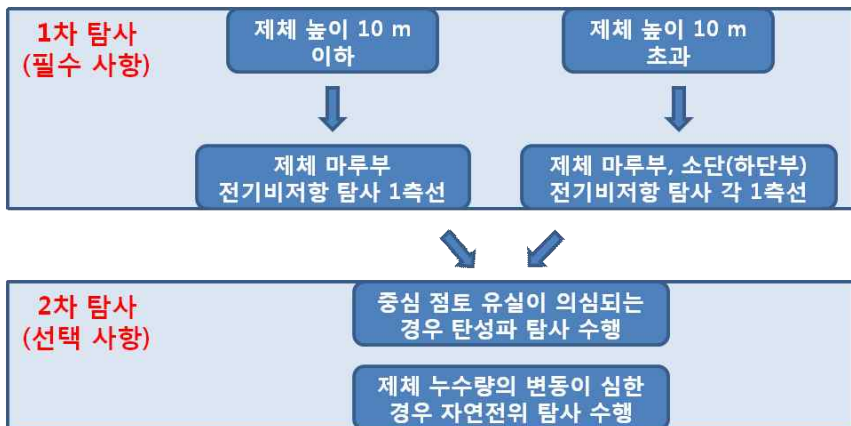 1차 탐사
(필수 사항)
제체 높이 10 m
이하
제체 높이 10 m
초과
제체 마루부
전기비저항 탐사 1측선
제체 마루부, 소단(하단부)
전기비저항 탐사 각 1측선
2차 탐사
(선택 사항)
중심 점토 유실이 의심되는
경우 탄성파 탐사 수행
제체 누수량의 변동이 심한
경우 자연전위 탐사 수행